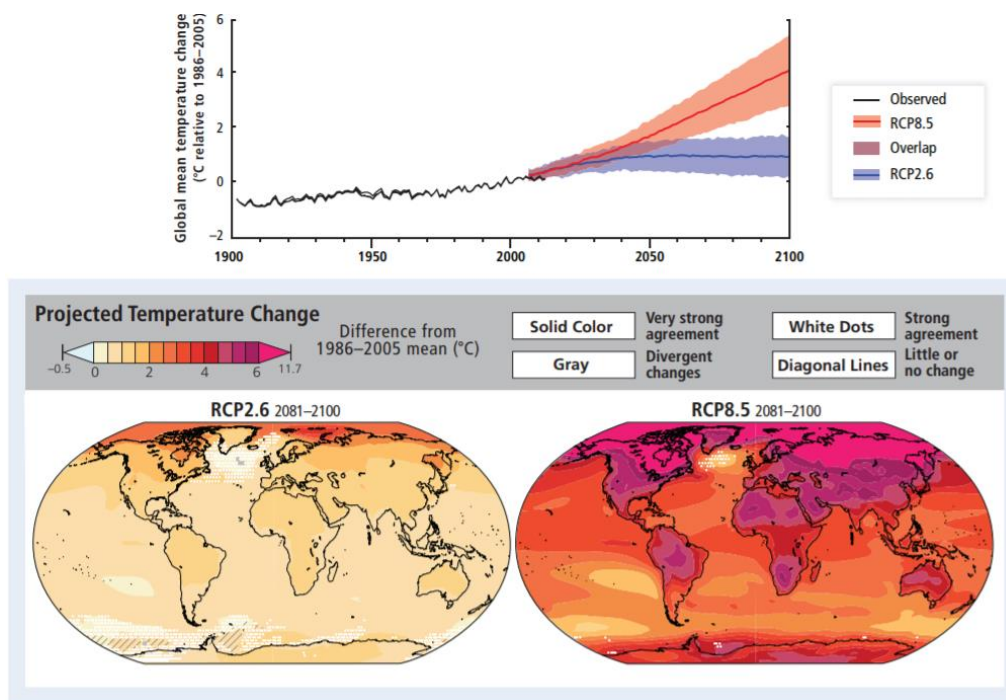 Global mean temperature change
(°C relative to 1986–2005)
6
4
2
0
–2
1900
1950
2000
2050
2100
Observed
RCP8.5
Overlap
RCP2.6
Projected Temperature Change
Difference from
1986–2005 mean (°C)
–0.5
0
2
4
6
11.7
Solid Color
Very strong
agreement
White Dots
Strong
agreement
Gray
Divergent
changes
Diagonal Lines
Little or
no change
RCP2.6 2081–2100
RCP8.5 2081–2100